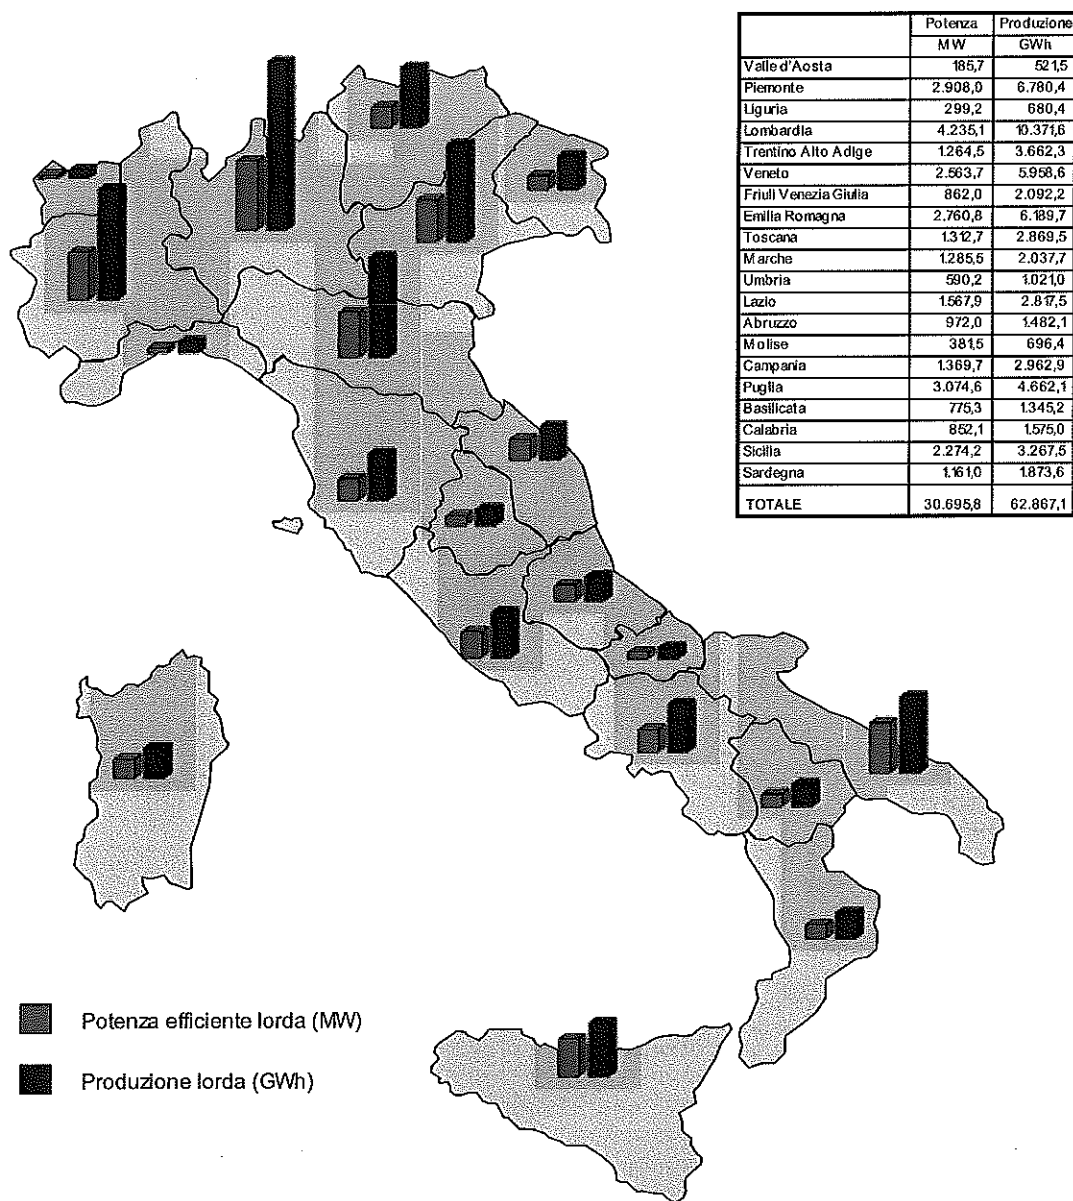 Potenza Produzione
MW GWh
Valle d'Aosta 185,7 521,5
Piemonte 2.908,0 6.780,4
Liguria 299,2 680,4
Lombardia 4.235,1 10.371,6
Trentino Alto Adige 1.264,5 3.662,3
Veneto 2.563,7 5.958,6
Friuli Venezia Giulia 862,0 2.092,2
Emilia Romagna 2.760,8 6.189,7
Toscana 1.312,7 2.869,5
Marche 1.285,5 2.037,7
Umbria 590,2 1.021,0
Lazio 1.567,9 2.817,5
Abruzzo 972,0 1.482,1
Molise 381,5 696,4
Campania 1.369,7 2.962,9
Puglia 3.074,6 4.662,1
Basilicata 775,3 1.345,2
Calabria 852,1 1.575,0
Sicilia 2.274,2 3.267,5
Sardegna 1.161,0 1.873,6
TOTALE 30.695,8 62.867,1
Potenza efficiente lorda (MW)
Produzione lorda (GWh)